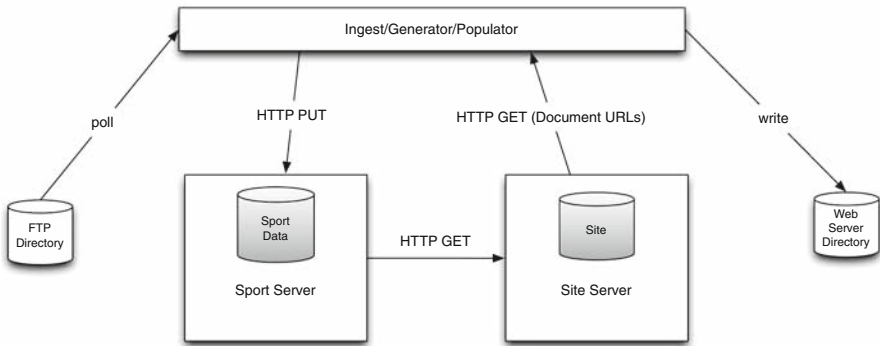 Ingest/Generator/Populator
poll
HTTP PUT
HTTP GET (Document URLs)
write
FTP
Directory
Sport
Data
Sport Server
HTTP GET
Site
Site Server
Web
Server
Directory